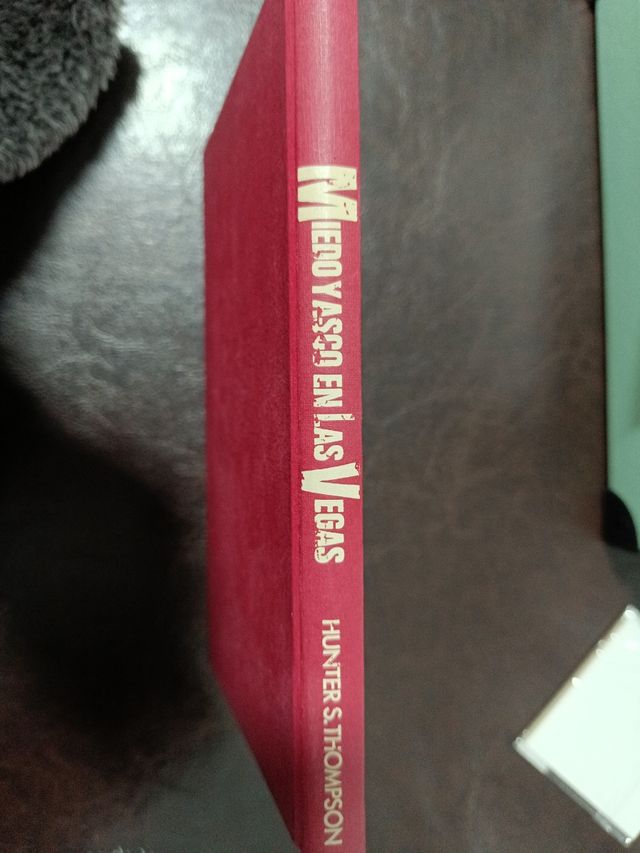 MIEDO Y ASCO EN LAS VEGAS
HUNTER S. THOMPSON